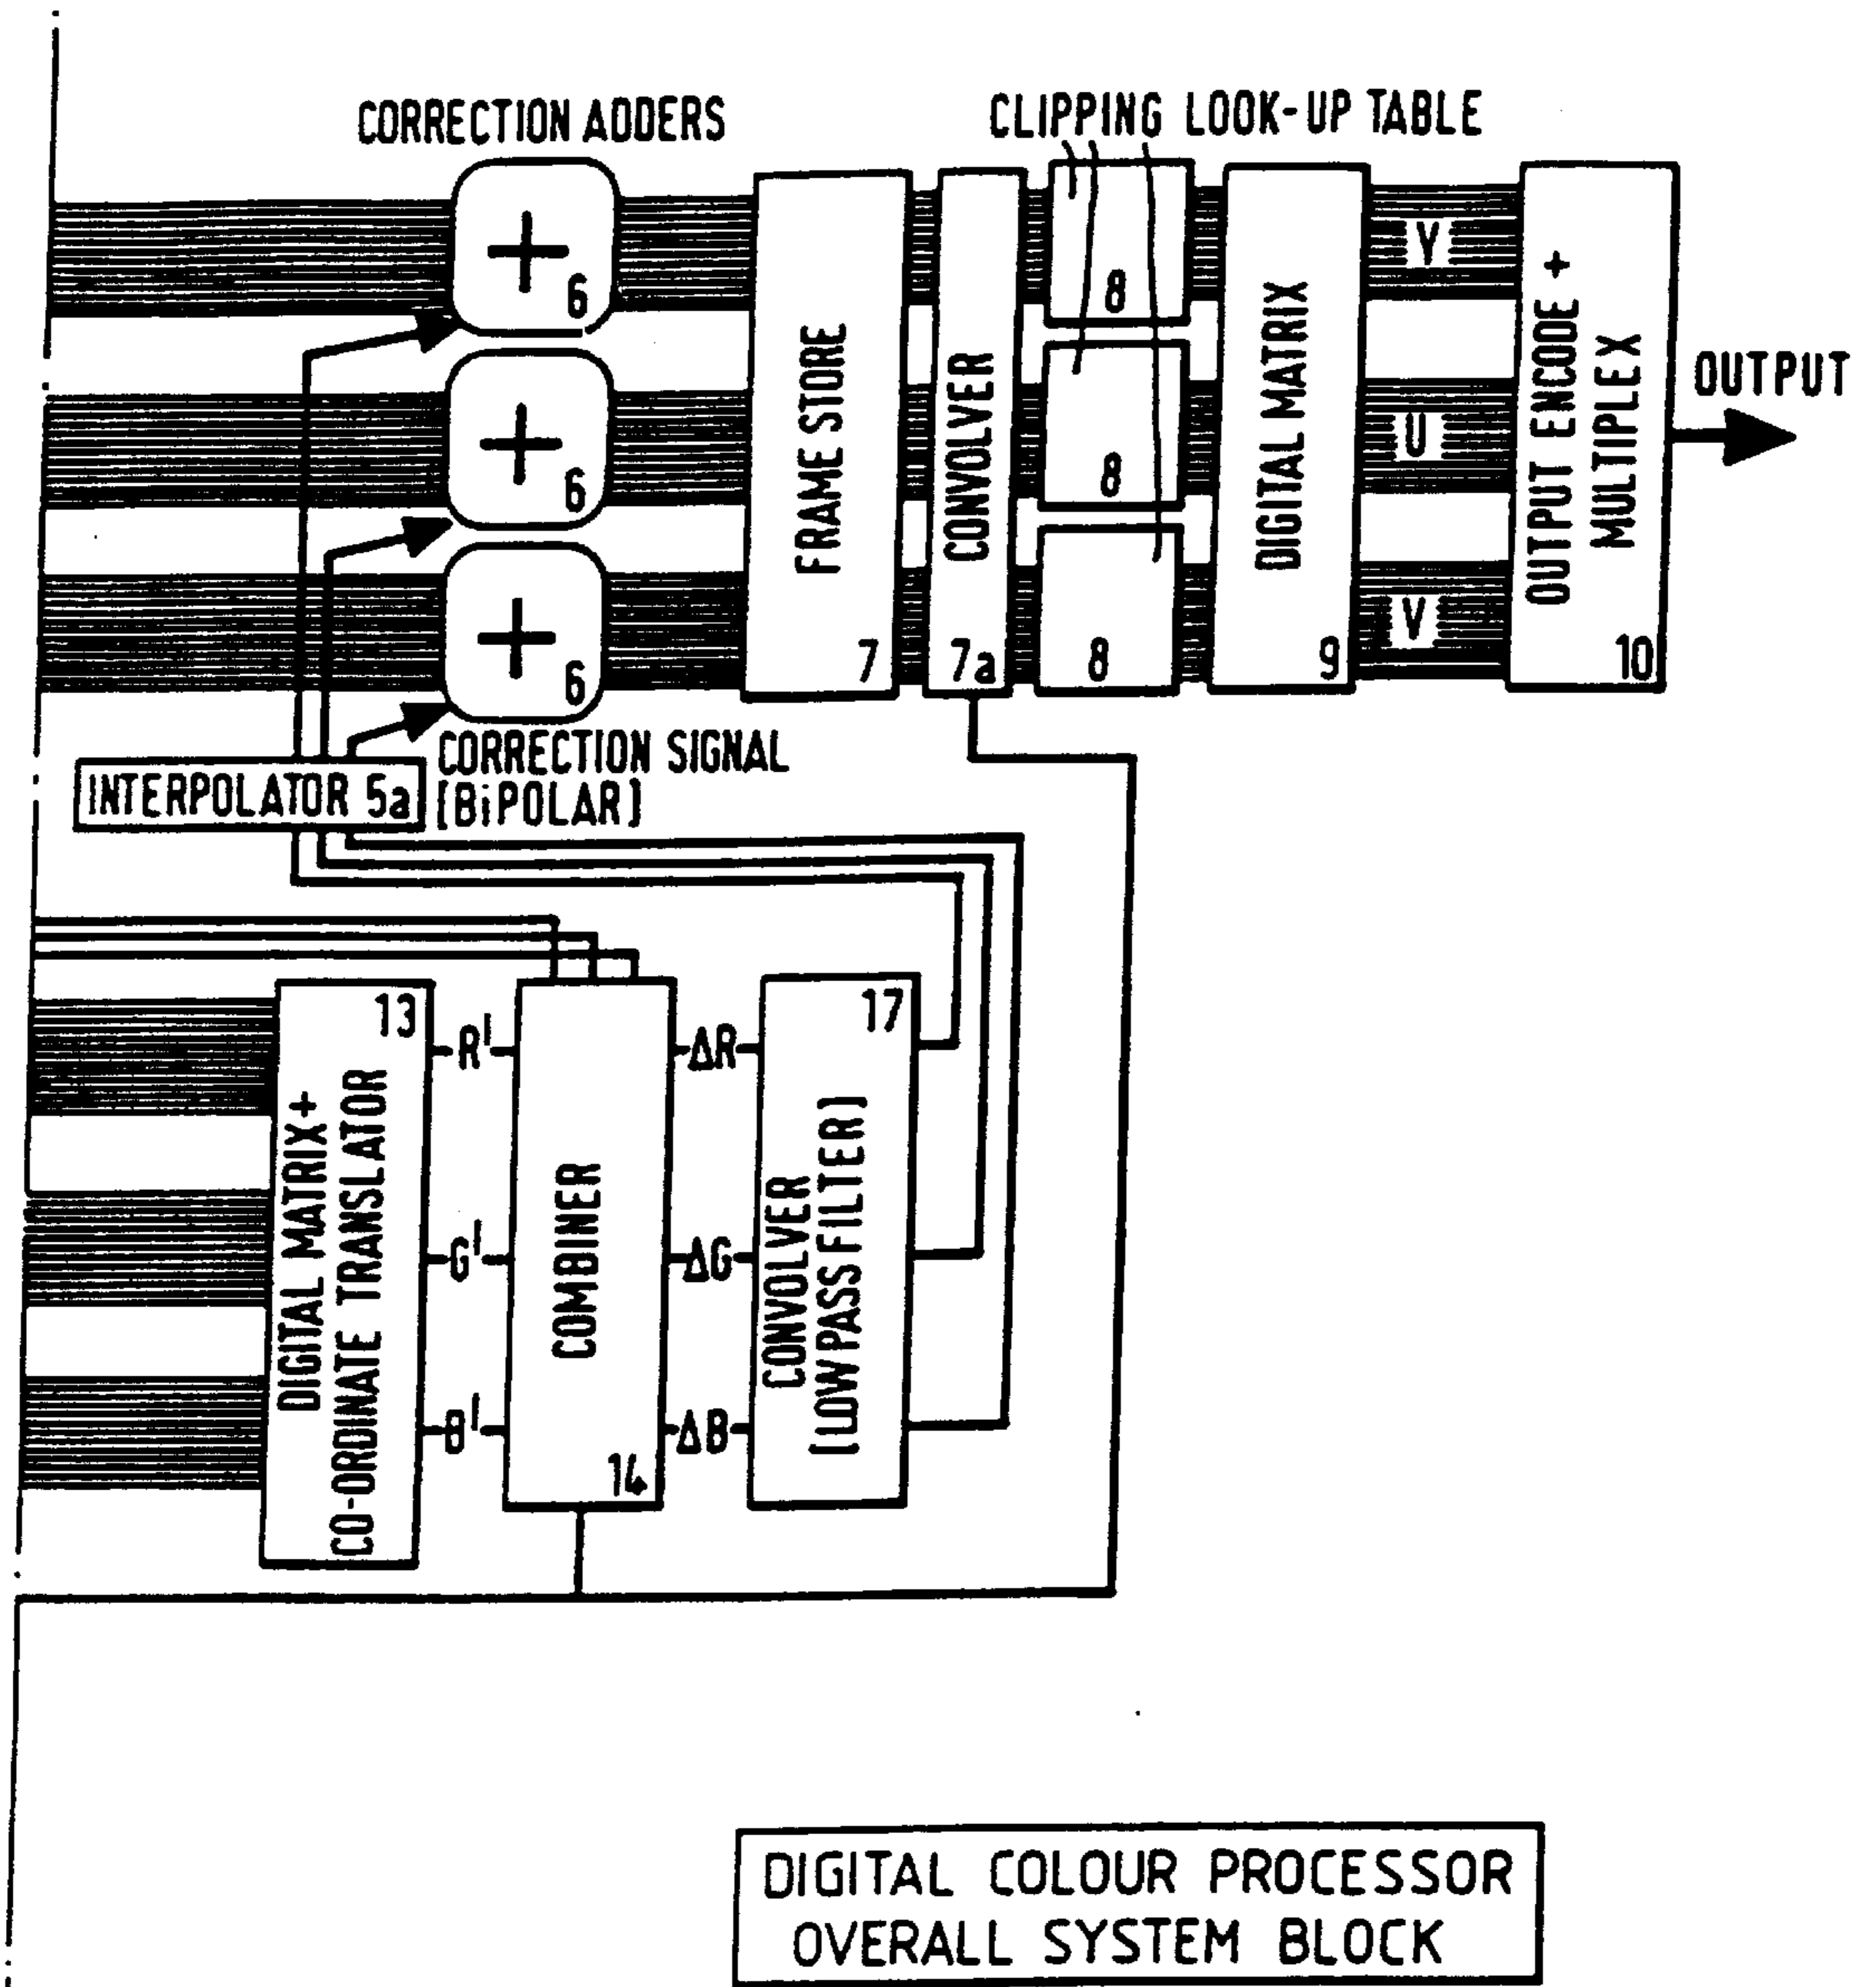 CORRECTION ADDERS
CLIPPING LOOK-UP TABLE
+
6
+
6
+
6
FRAME STORE
7
CONVOLVER
7a
8
8
8
DIGITAL MATRIX
9
Y
U
V
OUTPUT ENCODE +
MULTIPLEX
10
OUTPUT
INTERPOLATOR 5a
CORRECTION SIGNAL
[BiPOLAR]
13
DIGITAL MATRIX+
CO-ORDINATE TRANSLATOR
R'
G'
B'
COMBINER
14
ΔR
ΔG
ΔB
17
CONVOLVER
[LOWPASSFILTER]
DIGITAL COLOUR PROCESSOR
OVERALL SYSTEM BLOCK